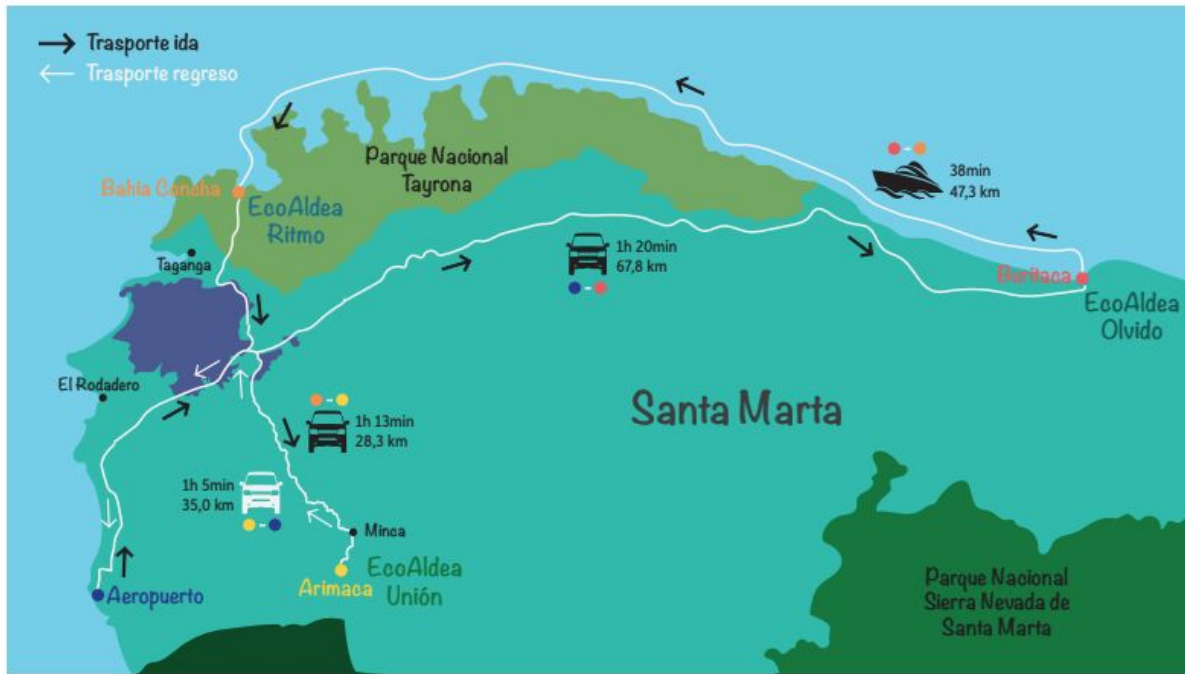 Trasporte ida
Trasporte regreso
Parque Nacional
Tayrona
38min
47,3 km
Bahia Concha
EcoAldea
Ritmo
1h 20min
67,8 km
Taganga
Buritaca
EcoAldea
Olvido
El Rodadero
Santa Marta
1h 13min
28,3 km
1h 5min
35,0 km
Minca
Arimaca
EcoAldea
Unión
Aeropuerto
Parque Nacional
Sierra Nevada de
Santa Marta